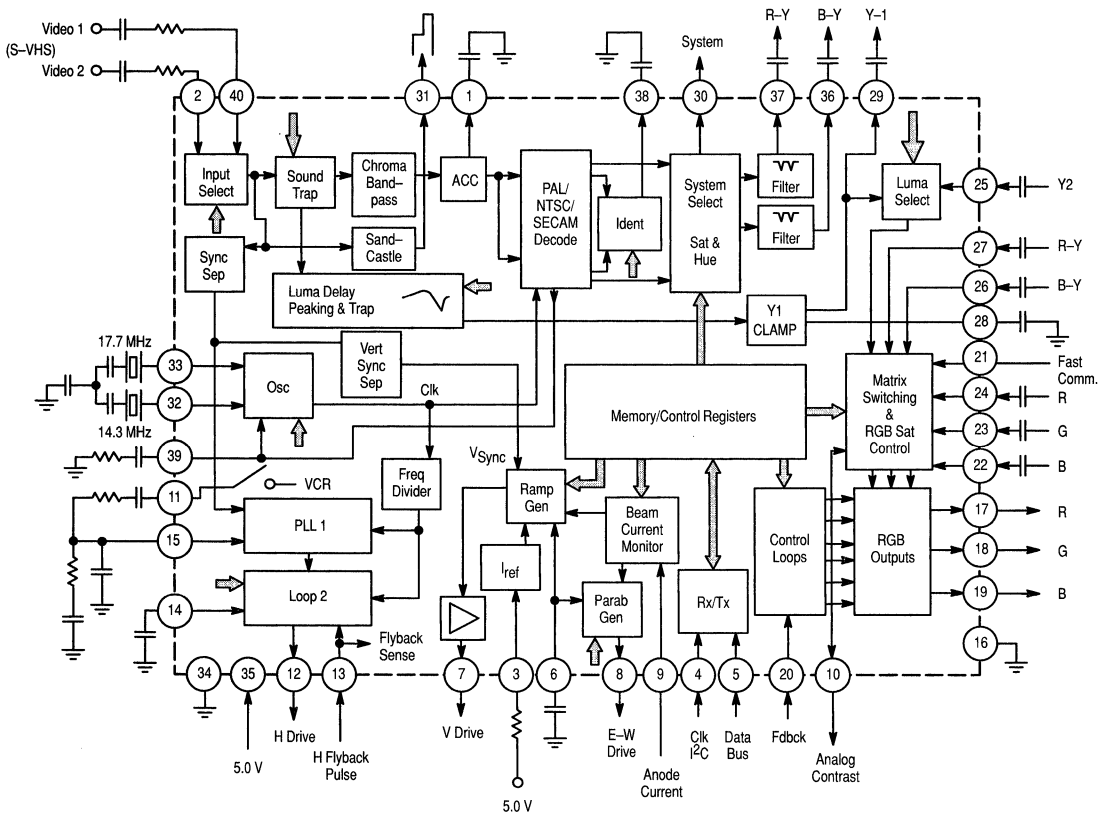 R–Y
B–Y
Y–1
Video 1
(S–VHS)
Video 2
System
2
40
31
1
38
30
37
36
29
Input
Select
Sound
Trap
Chroma
Band–
pass
ACC
PAL/
NTSC/
SECAM
Decode
Ident
System
Select
Sat &
Hue
Filter
Filter
Luma
Select
25
Y2
Sync
Sep
Sand–
Castle
27
R–Y
26
B–Y
Luma Delay
Peaking & Trap
Y1
CLAMP
28
17.7 MHz
33
Osc
Vert
Sync
Sep
21
Fast
Comm.
32
Clk
Memory/Control Registers
Matrix
Switching
&
RGB Sat
Control
24
R
14.3 MHz
23
G
39
VSync
22
B
11
VCR
Freq
Divider
Ramp
Gen
Beam
Current
Monitor
Control
Loops
RGB
Outputs
17
R
15
PLL 1
18
G
Iref
14
Loop 2
Parab
Gen
Rx/Tx
19
B
Flyback
Sense
16
34
35
12
13
7
3
6
8
9
4
5
20
10
5.0 V
H Drive
H Flyback
Pulse
V Drive
5.0 V
E–W
Drive
Anode
Current
Clk
I2C
Data
Bus
Fdbck
Analog
Contrast